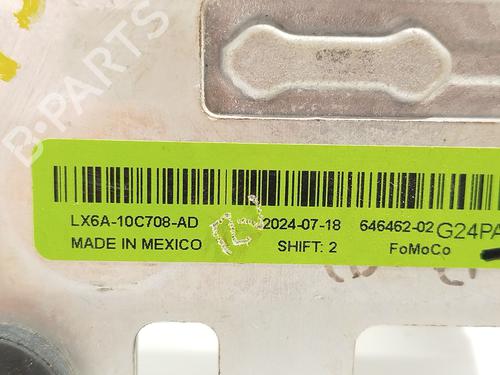 B-PARTS
LX6A-10C708-AD 2024-07-18 646462-02 G24PA
MADE IN MEXICO SHIFT: 2 FoMoCo